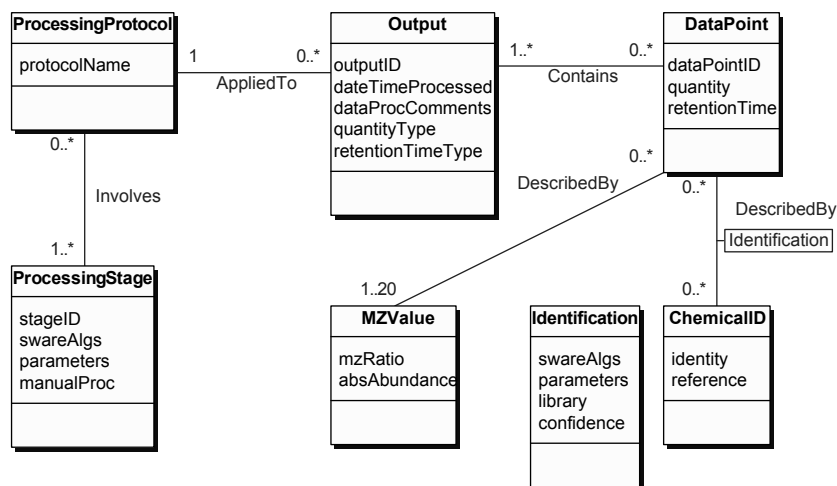 ProcessingProtocol
protocolName
1
0..*
AppliedTo
Output
outputID
dateTimeProcessed
dataProcComments
quantityType
retentionTimeType
1..*
0..*
Contains
DataPoint
dataPointID
quantity
retentionTime
0..*
Involves
1..*
0..*
DescribedBy
1..20
0..*
DescribedBy
Identification
0..*
ProcessingStage
stageID
swareAlgs
parameters
manualProc
MZValue
mzRatio
absAbundance
Identification
swareAlgs
parameters
library
confidence
ChemicalID
identity
reference